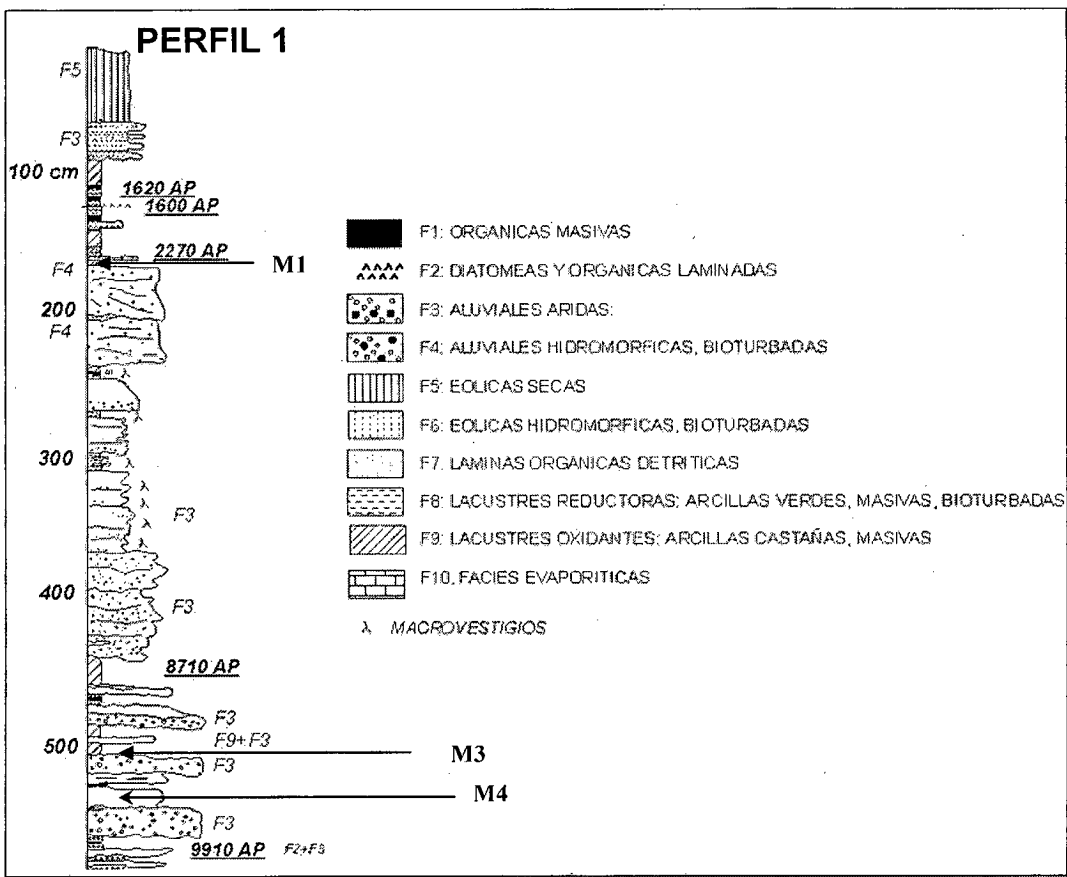 PERFIL 1
F5
F3
100 cm
1620 AP
1600 AP
2270 AP
M1
F4
200
F4
300
F3
400
F3
8710 AP
F3
F9+F3
500
M3
F3
M4
F3
9910 AP
F1: ORGANICAS MASIVAS
F2: DIATOMEAS Y ORGANICAS LAMINADAS
F3: ALUVIALES ARIDAS:
F4: ALUVIALES HIDROMORFICAS, BIOTURBADAS
F5: EOLICAS SECAS
F6: EOLICAS HIDROMORFICAS, BIOTURBADAS
F7. LAMINAS ORGANICAS DETRITICAS
F8: LACUSTRES REDUCTORAS: ARCILLAS VERDES, MASIVAS, BIOTURBADAS
F9: LACUSTRES OXIDANTES: ARCILLAS CASTAÑAS, MASIVAS
F10. FACIES EVAPORITICAS
λ MACROVESTIGIOS